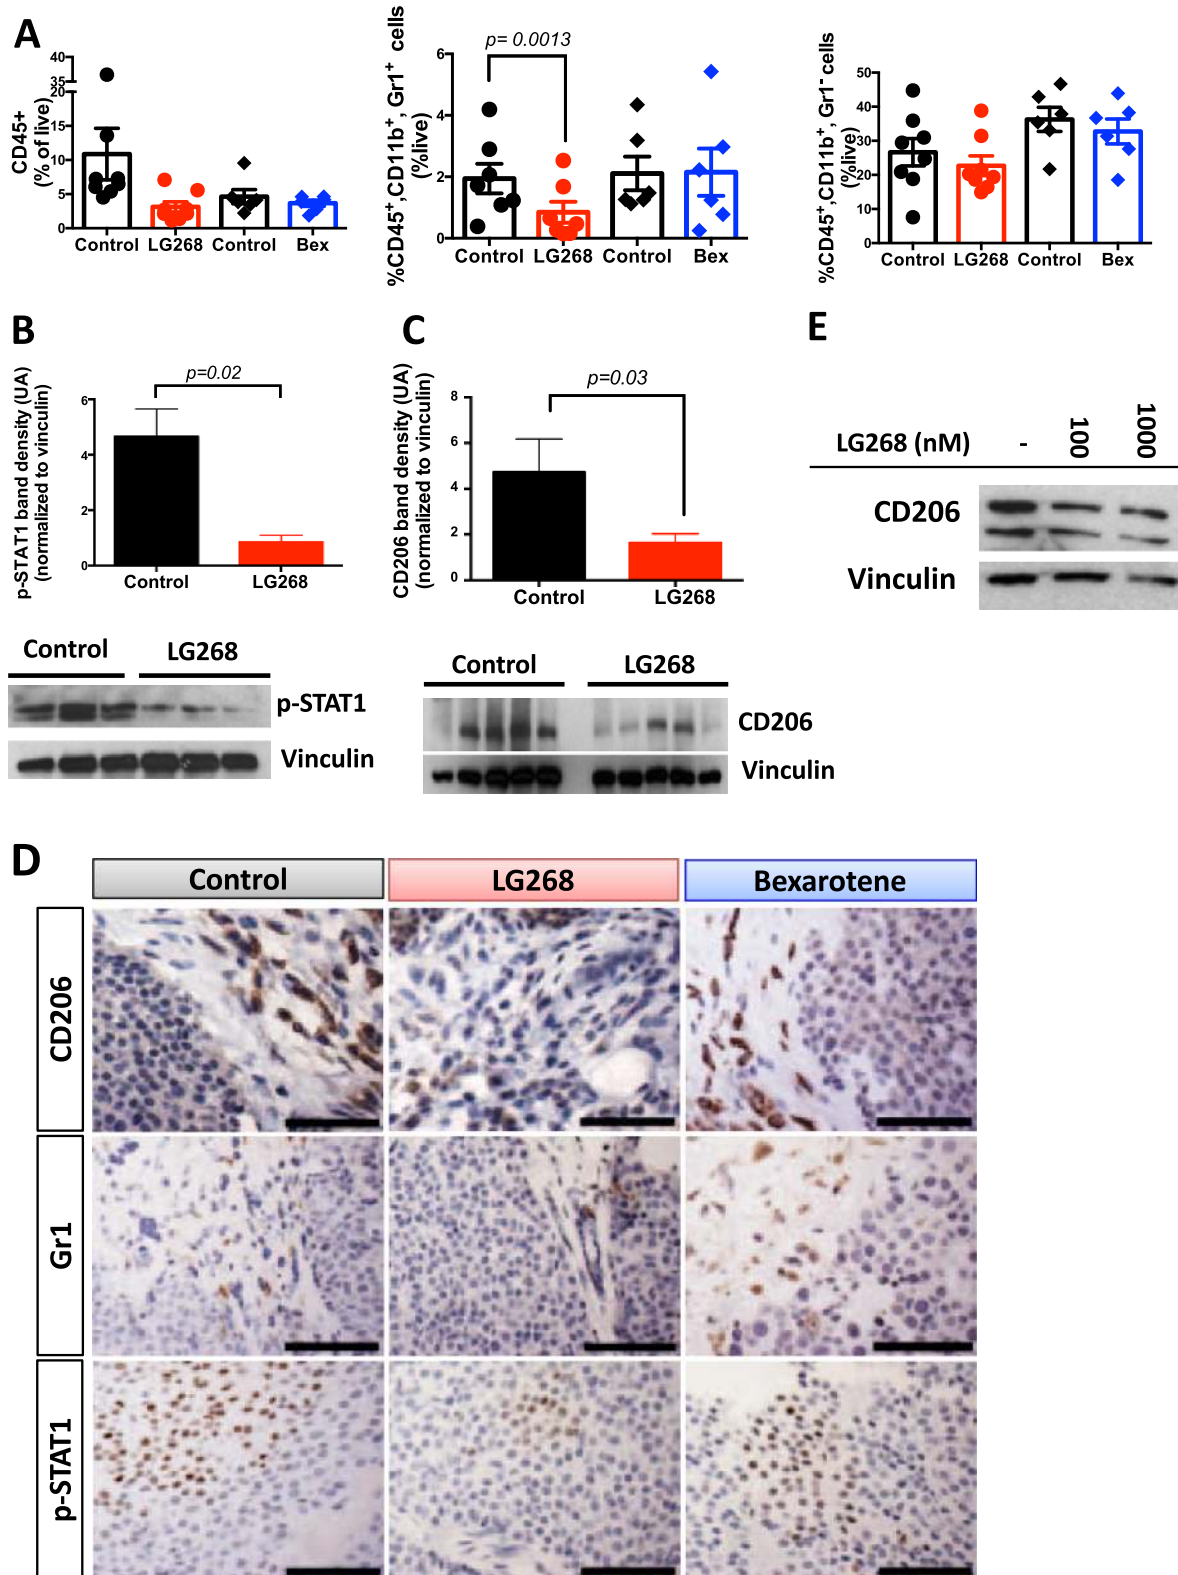 A
CD45+
(% of live)
40
35
20
15
10
5
0
Control
LG268
Control
Bex
%CD45+,CD11b+, Gr1+ cells
(%live)
p= 0.0013
6
4
2
0
Control
LG268
Control
Bex
%CD45+,CD11b+, Gr1- cells
(%live)
50
40
30
20
10
0
Control
LG268
Control
Bex
B
p-STAT1 band density (UA)
(normalized to vinculin)
p=0.02
6
4
2
0
Control
LG268
Control
LG268
p-STAT1
Vinculin
C
CD206 band density (UA)
(normalized to vinculin)
p=0.03
8
6
4
2
0
Control
LG268
Control
LG268
CD206
Vinculin
E
LG268 (nM)
-
100
1000
CD206
Vinculin
D
Control
LG268
Bexarotene
CD206
Gr1
p-STAT1